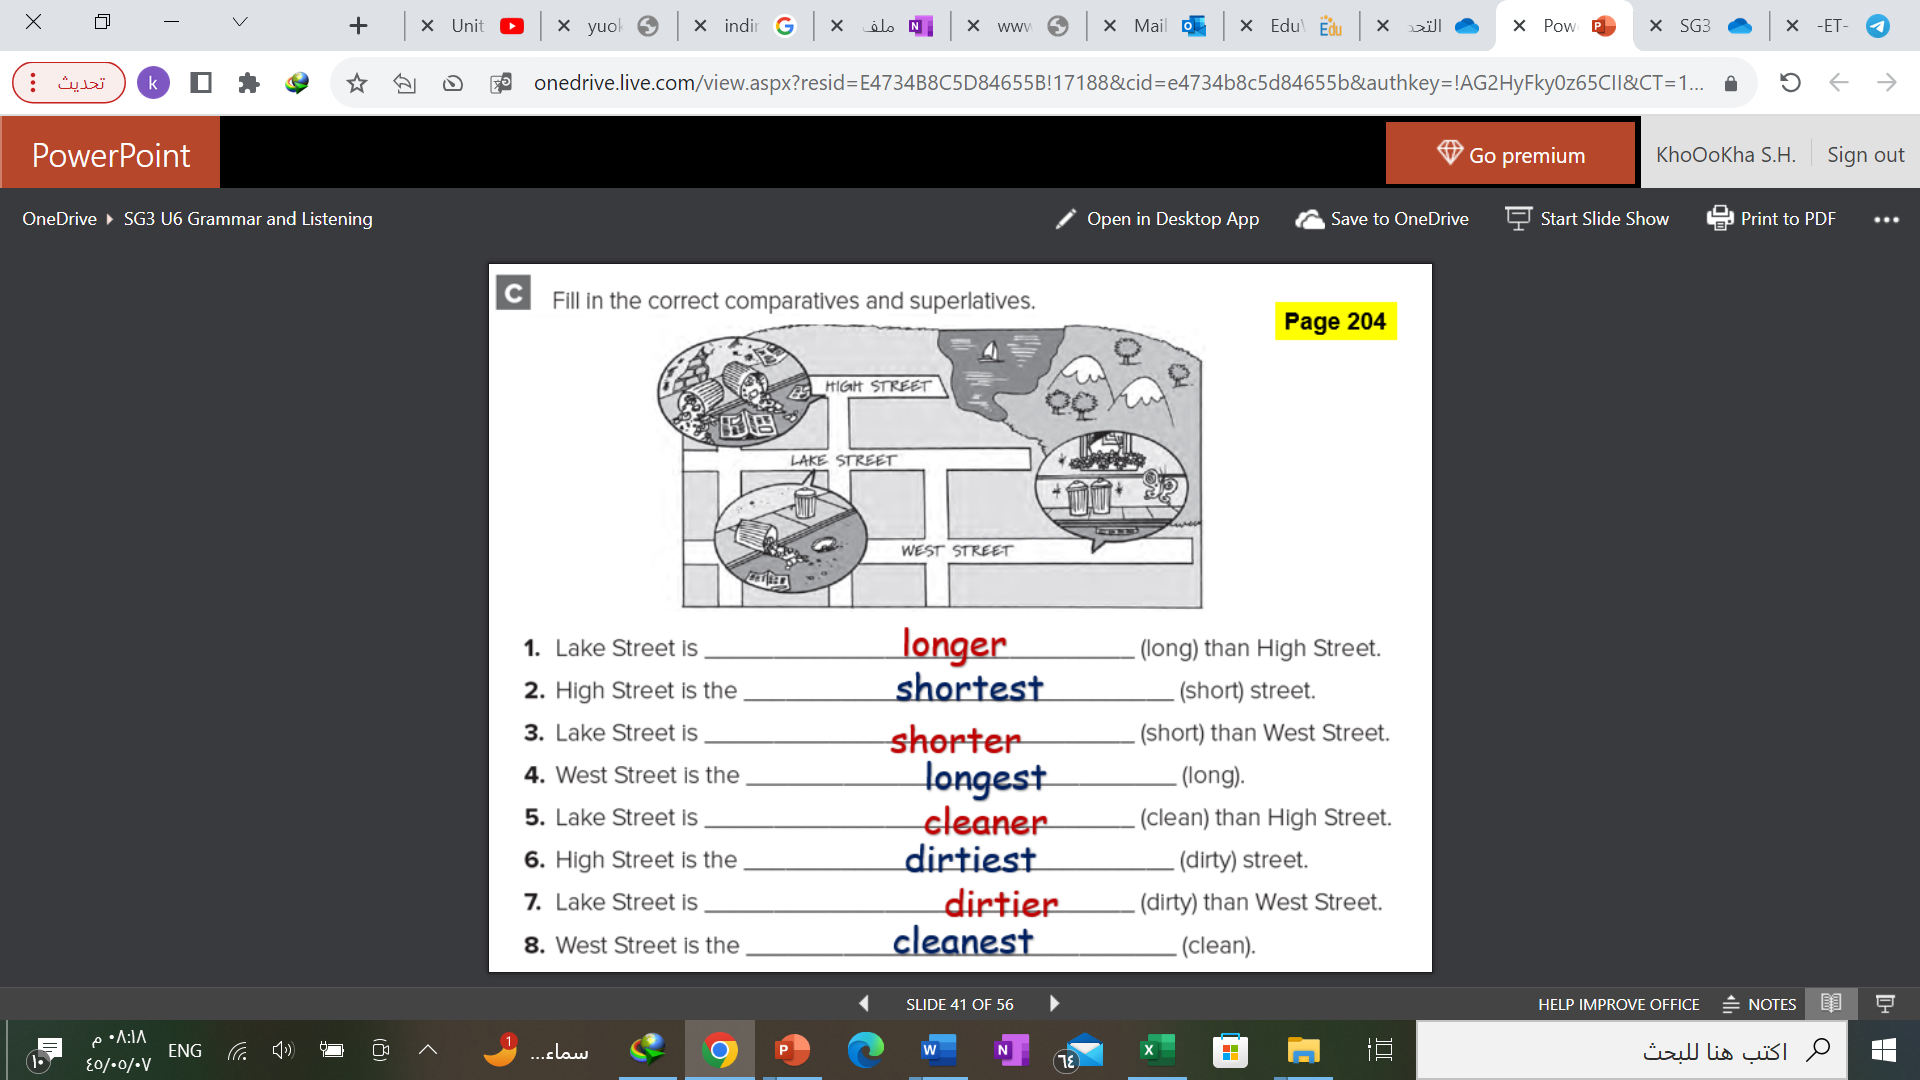 Unit
yuol
indir
ملف
www
Mail
Edu
التحد
Pow
SG3
-ET-
تحديث
k
onedrive.live.com/view.aspx?resid=E4734B8C5D84655B!17188&cid=e4734b8c5d84655b&authkey=!AG2HyFky0z65CII&CT=1...
PowerPoint
Go premium
KhoOoKha S.H.
Sign out
OneDrive ▸ SG3 U6 Grammar and Listening
Open in Desktop App
Save to OneDrive
Start Slide Show
Print to PDF
...
C Fill in the correct comparatives and superlatives.
Page 204
HIGH STREET
LAKE STREET
WEST STREET
1. Lake Street is longer (long) than High Street.
2. High Street is the shortest (short) street.
3. Lake Street is shorter (short) than West Street.
4. West Street is the longest (long).
5. Lake Street is cleaner (clean) than High Street.
6. High Street is the dirtiest (dirty) street.
7. Lake Street is dirtier (dirty) than West Street.
8. West Street is the cleanest (clean).
SLIDE 41 OF 56
HELP IMPROVE OFFICE
NOTES
٠٨:١٨ م
٤٥/٠٥/٠٧
١٠
ENG
1
سماء...
٦٤
اكتب هنا للبحث